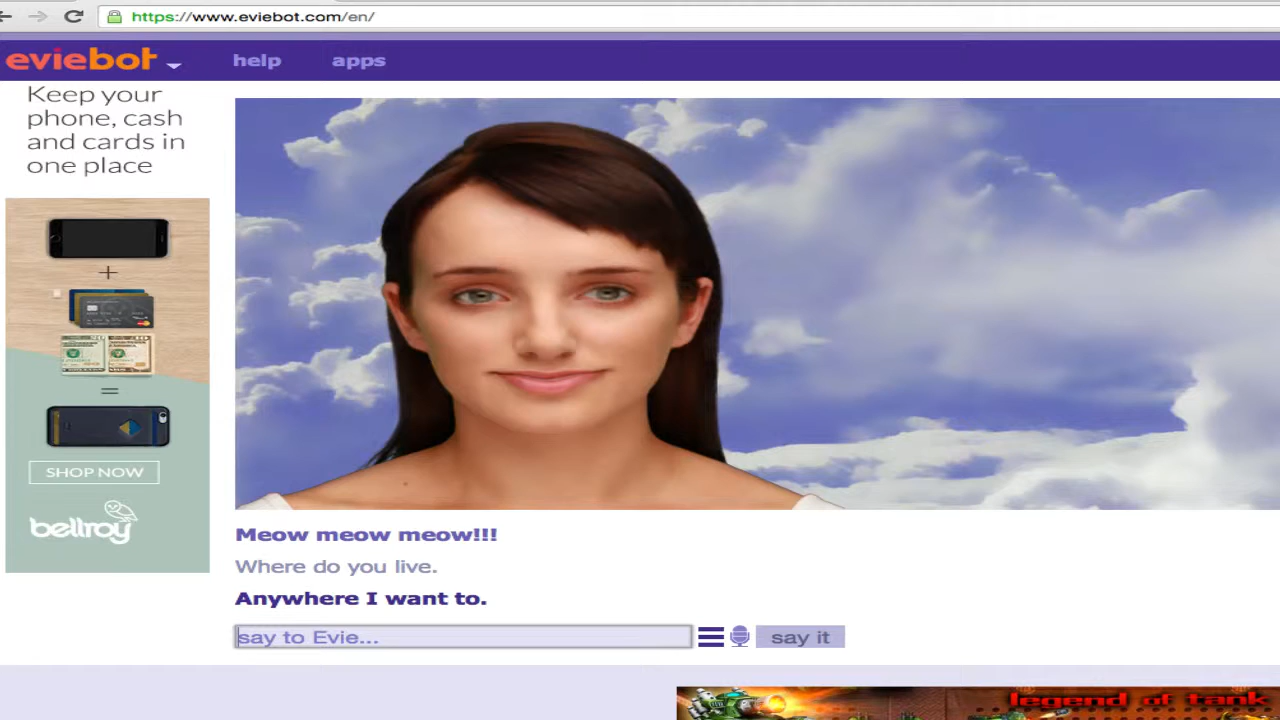 https://www.eviebot.com/en/
eviebot
help
apps
Keep your
phone, cash
and cards in
one place
+
=
SHOP NOW
bellroy
Meow meow meow!!!
Where do you live.
Anywhere I want to.
say to Evie...
say it
legend of tank